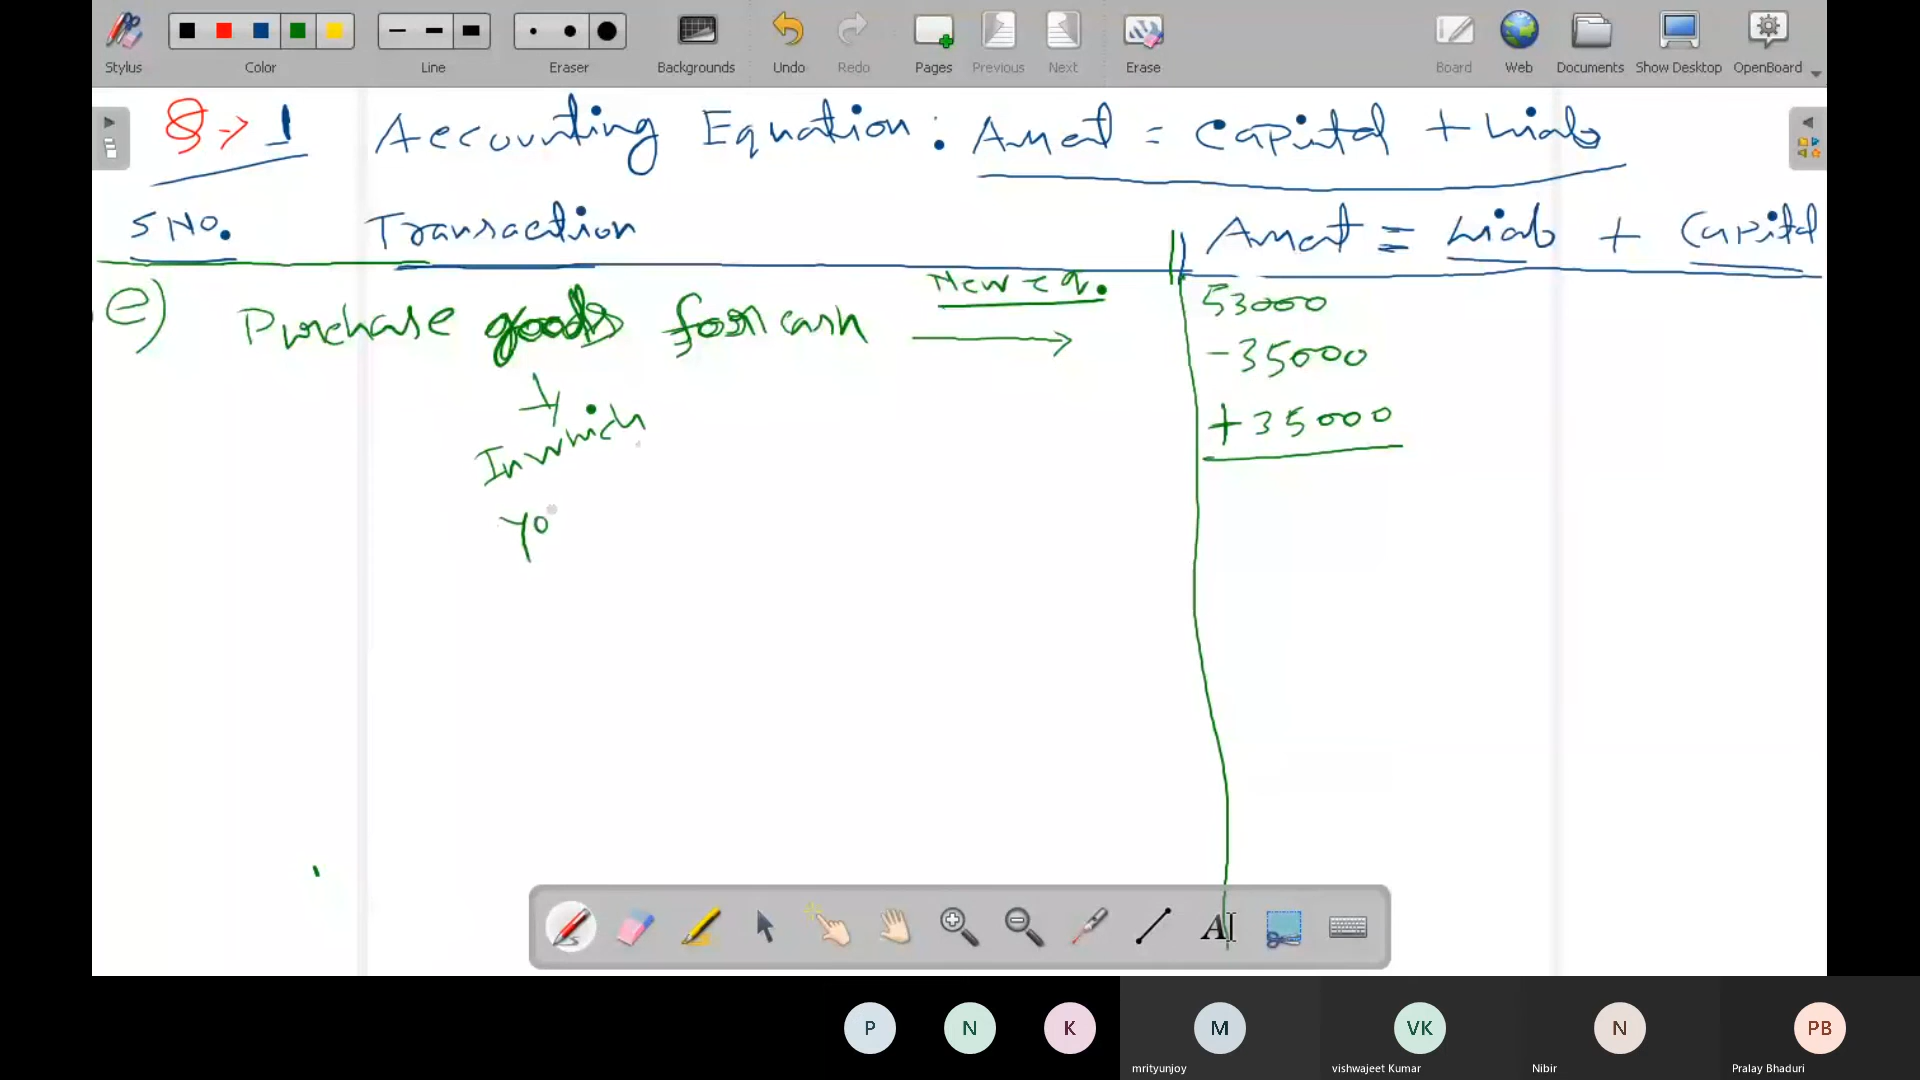 Stylus Color Line Eraser Backgrounds Undo Redo Pages Previous Next Erase Board Web Documents Show Desktop OpenBoard
Q → 1 Accounting Equation : Asset = Capital + Liab
S No. Transaction Asset = Liab + Capital
e) Purchase goods for cash New eq. 53000
-35000
+35000
In which
yo
A
P N K M VK N PB
mrityunjoy vishwajeet Kumar Nibir Pralay Bhaduri